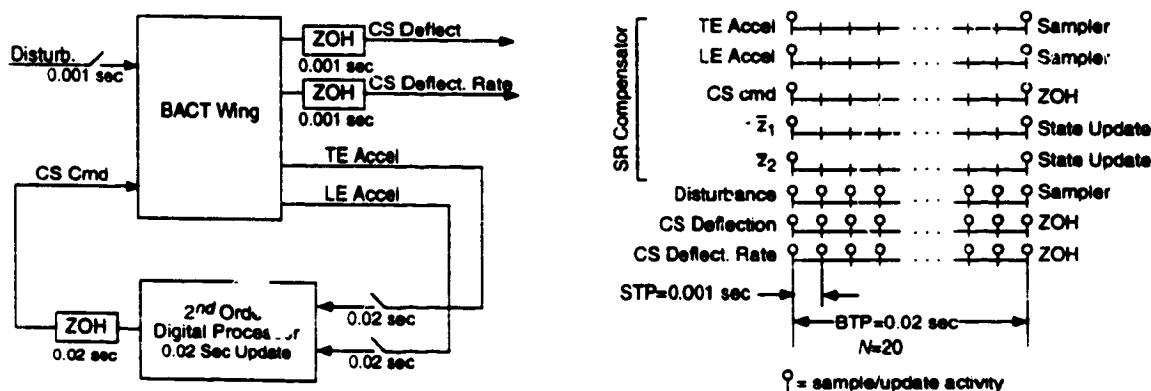 Disturb.
0.001 sec
BACT Wing
ZOH
CS Deflect
0.001 sec
ZOH
CS Deflect. Rate
0.001 sec
TE Accel
LE Accel
CS Cmd
ZOH
0.02 sec
2nd
Digital
0.02 Sec Update
0.02 sec
0.02 sec
SR Compensator
TE Accel
Sampler
LE Accel
Sampler
CS cmd
ZOH
z̅1
State Update
z̅2
State Update
Disturbance
Sampler
CS Deflection
ZOH
CS Deflect. Rate
ZOH
STP=0.001 sec
BTP=0.02 sec
N=20
= sample/update activity